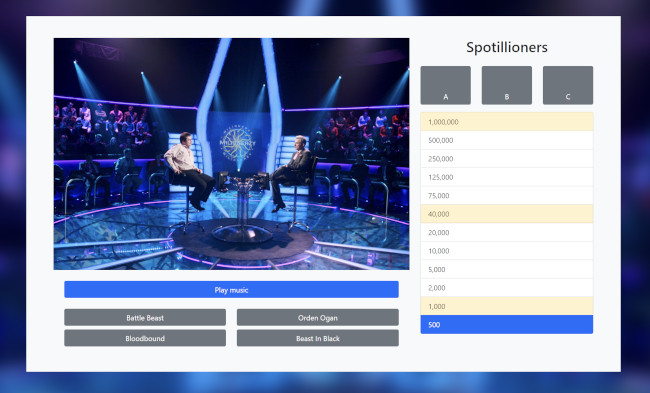 Spotillioners
A
B
C
1,000,000
500,000
250,000
125,000
75,000
40,000
20,000
10,000
5,000
2,000
1,000
500
MILLIONAIRE
Play music
Battle Beast
Orden Ogan
Bloodbound
Beast In Black